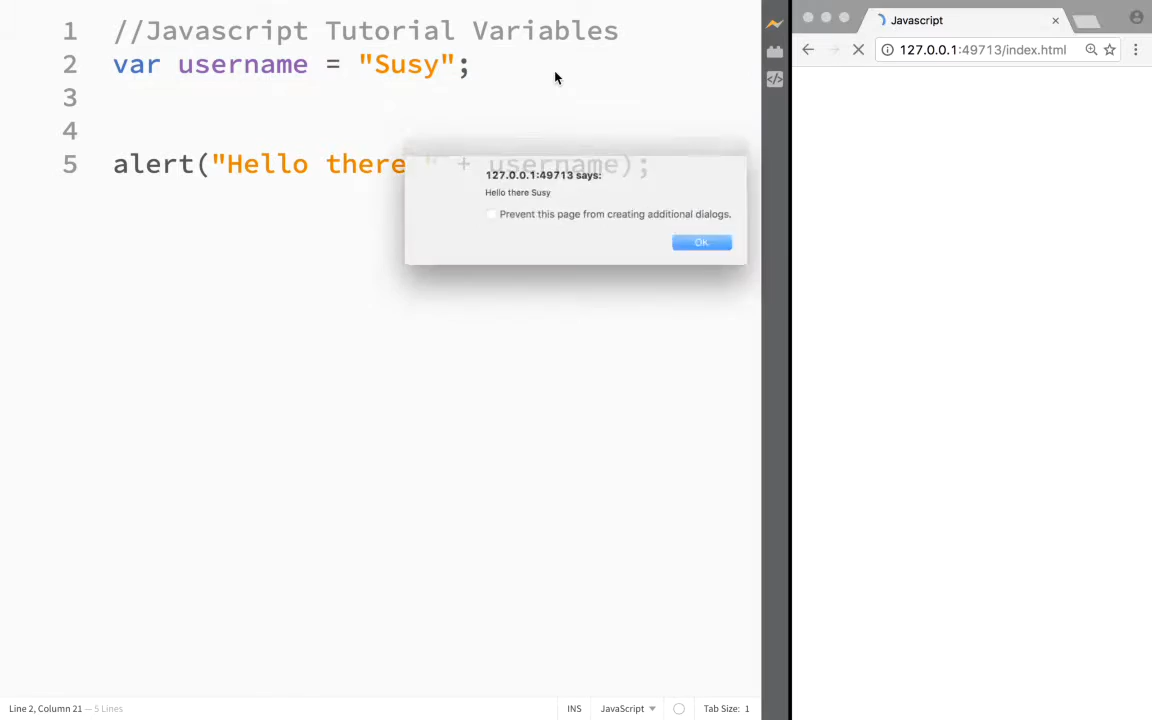 1 //Javascript Tutorial Variables
2 var username = "Susy";
3
4
5 alert("Hello there " + username);
127.0.0.1:49713 says:
Hello there Susy
Prevent this page from creating additional dialogs.
OK
Line 2, Column 21 — 5 Lines
INS JavaScript Tab Size: 1
Javascript
127.0.0.1:49713/index.html